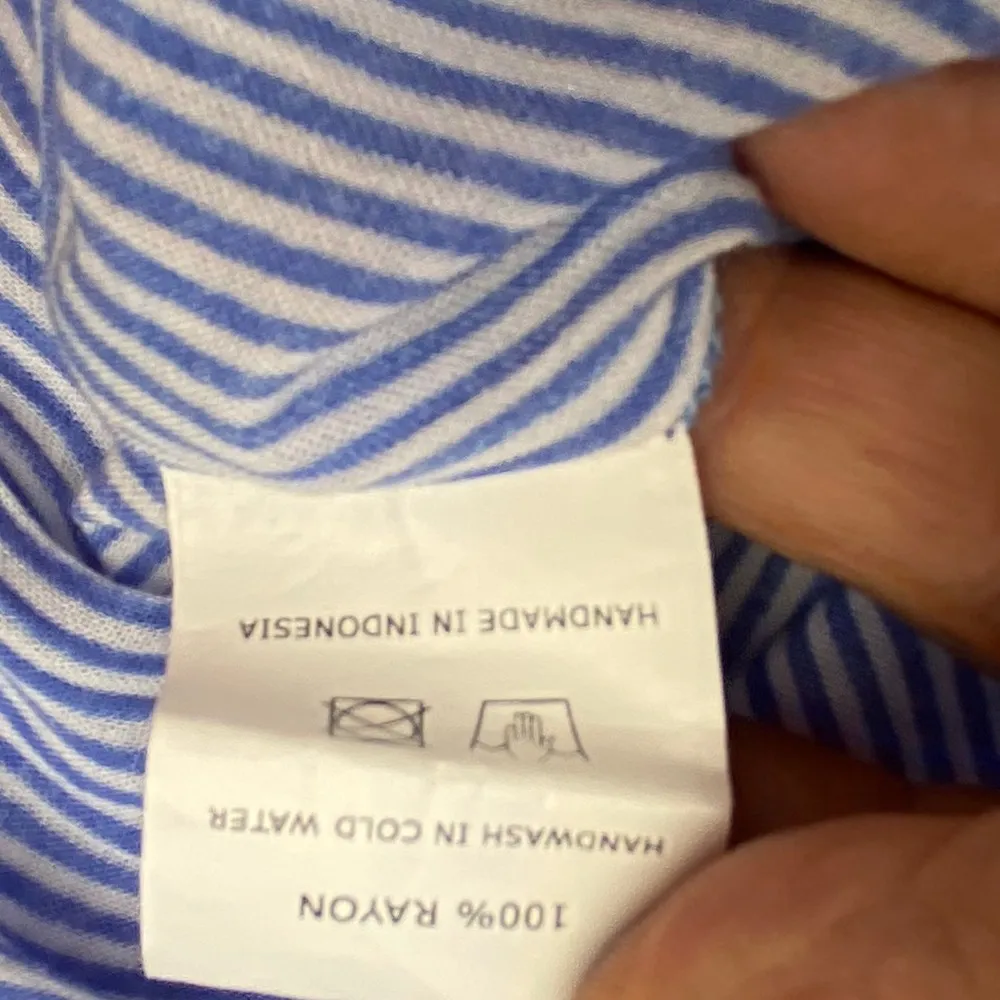 100% RAYON
HANDWASH IN COLD WATER
HANDMADE IN INDONESIA